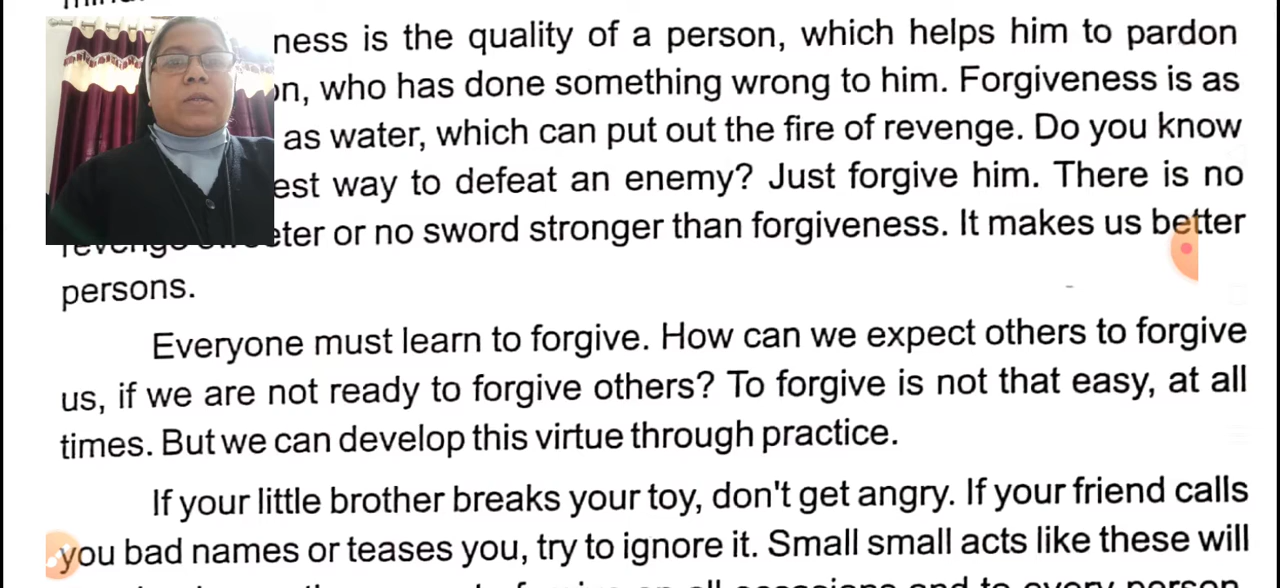 ness is the quality of a person, which helps him to pardon
who has done something wrong to him. Forgiveness is as
as water, which can put out the fire of revenge. Do you know
est way to defeat an enemy? Just forgive him. There is no
revenge eter or no sword stronger than forgiveness. It makes us better
persons.
Everyone must learn to forgive. How can we expect others to forgive
us, if we are not ready to forgive others? To forgive is not that easy, at all
times. But we can develop this virtue through practice.
If your little brother breaks your toy, don't get angry. If your friend calls
you bad names or teases you, try to ignore it. Small small acts like these will